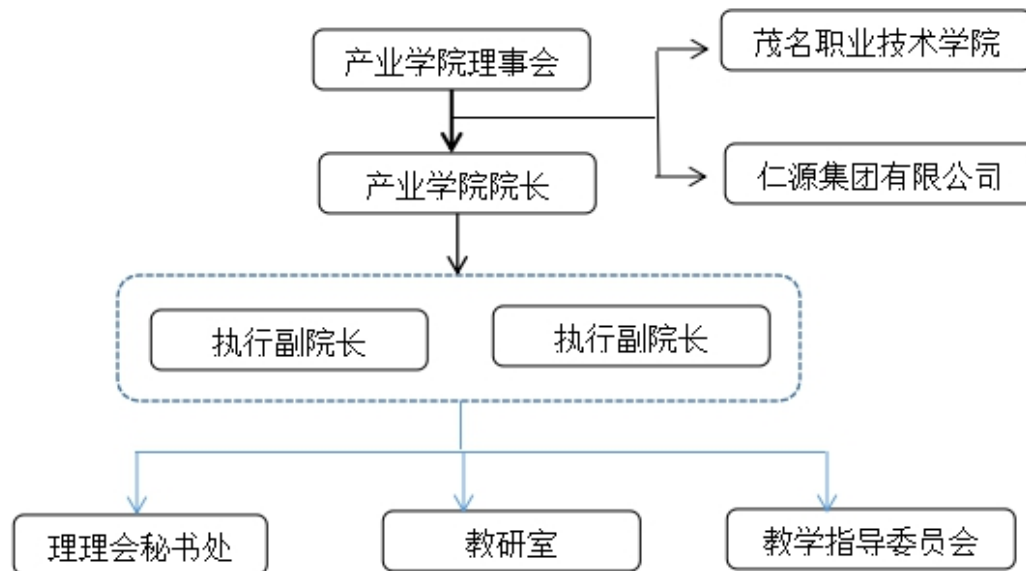 产业学院理事会
茂名职业技术学院
产业学院院长
仁源集团有限公司
执行副院长
执行副院长
理理会秘书处
教研室
教学指导委员会